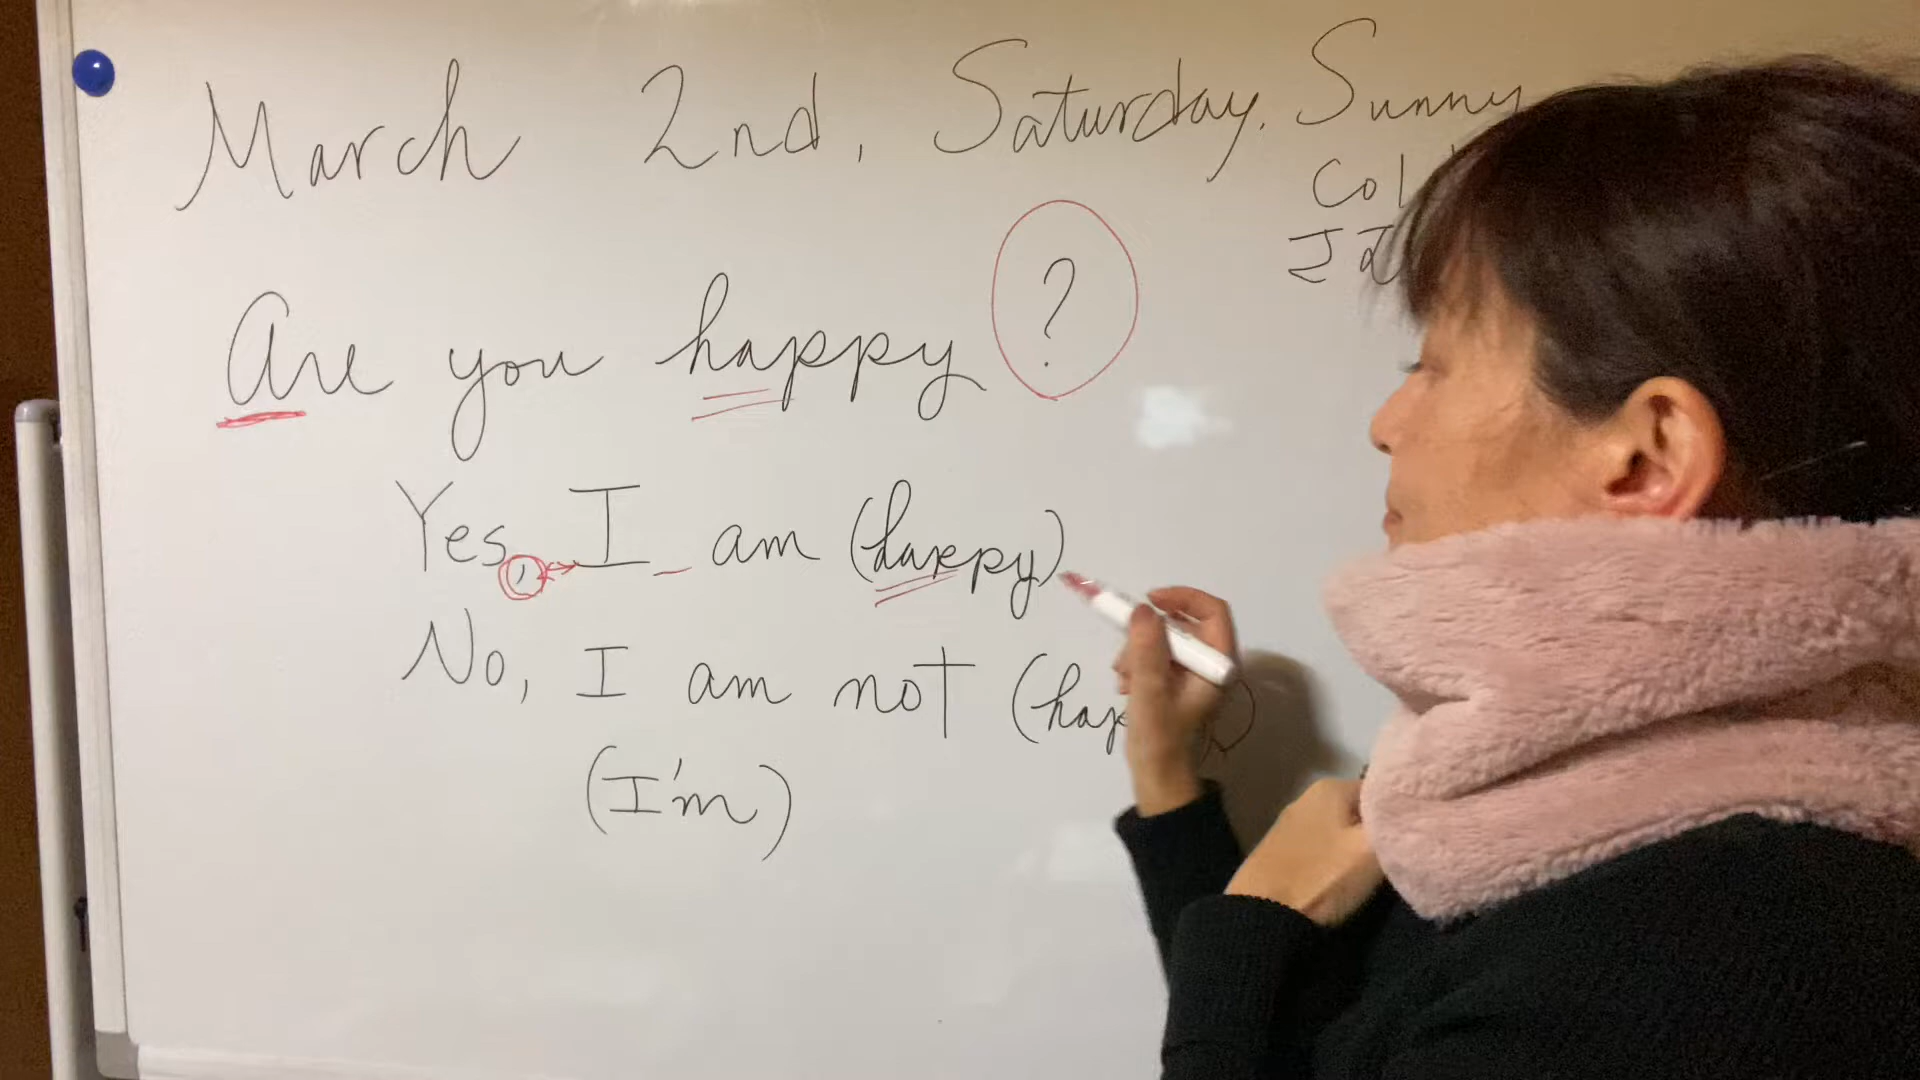 March 2nd, Saturday. Sunny
Are you happy?
Yes, I am (happy)
No, I am not
(I'm)